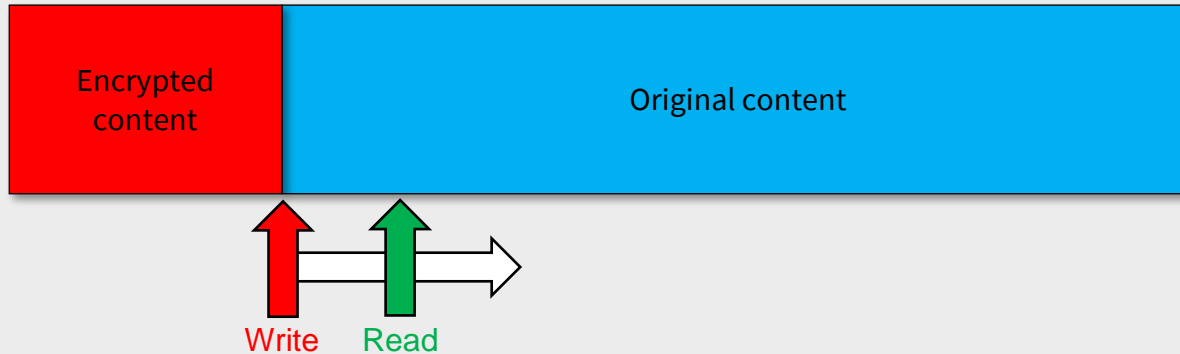 Encrypted
content
Original content
Write
Read